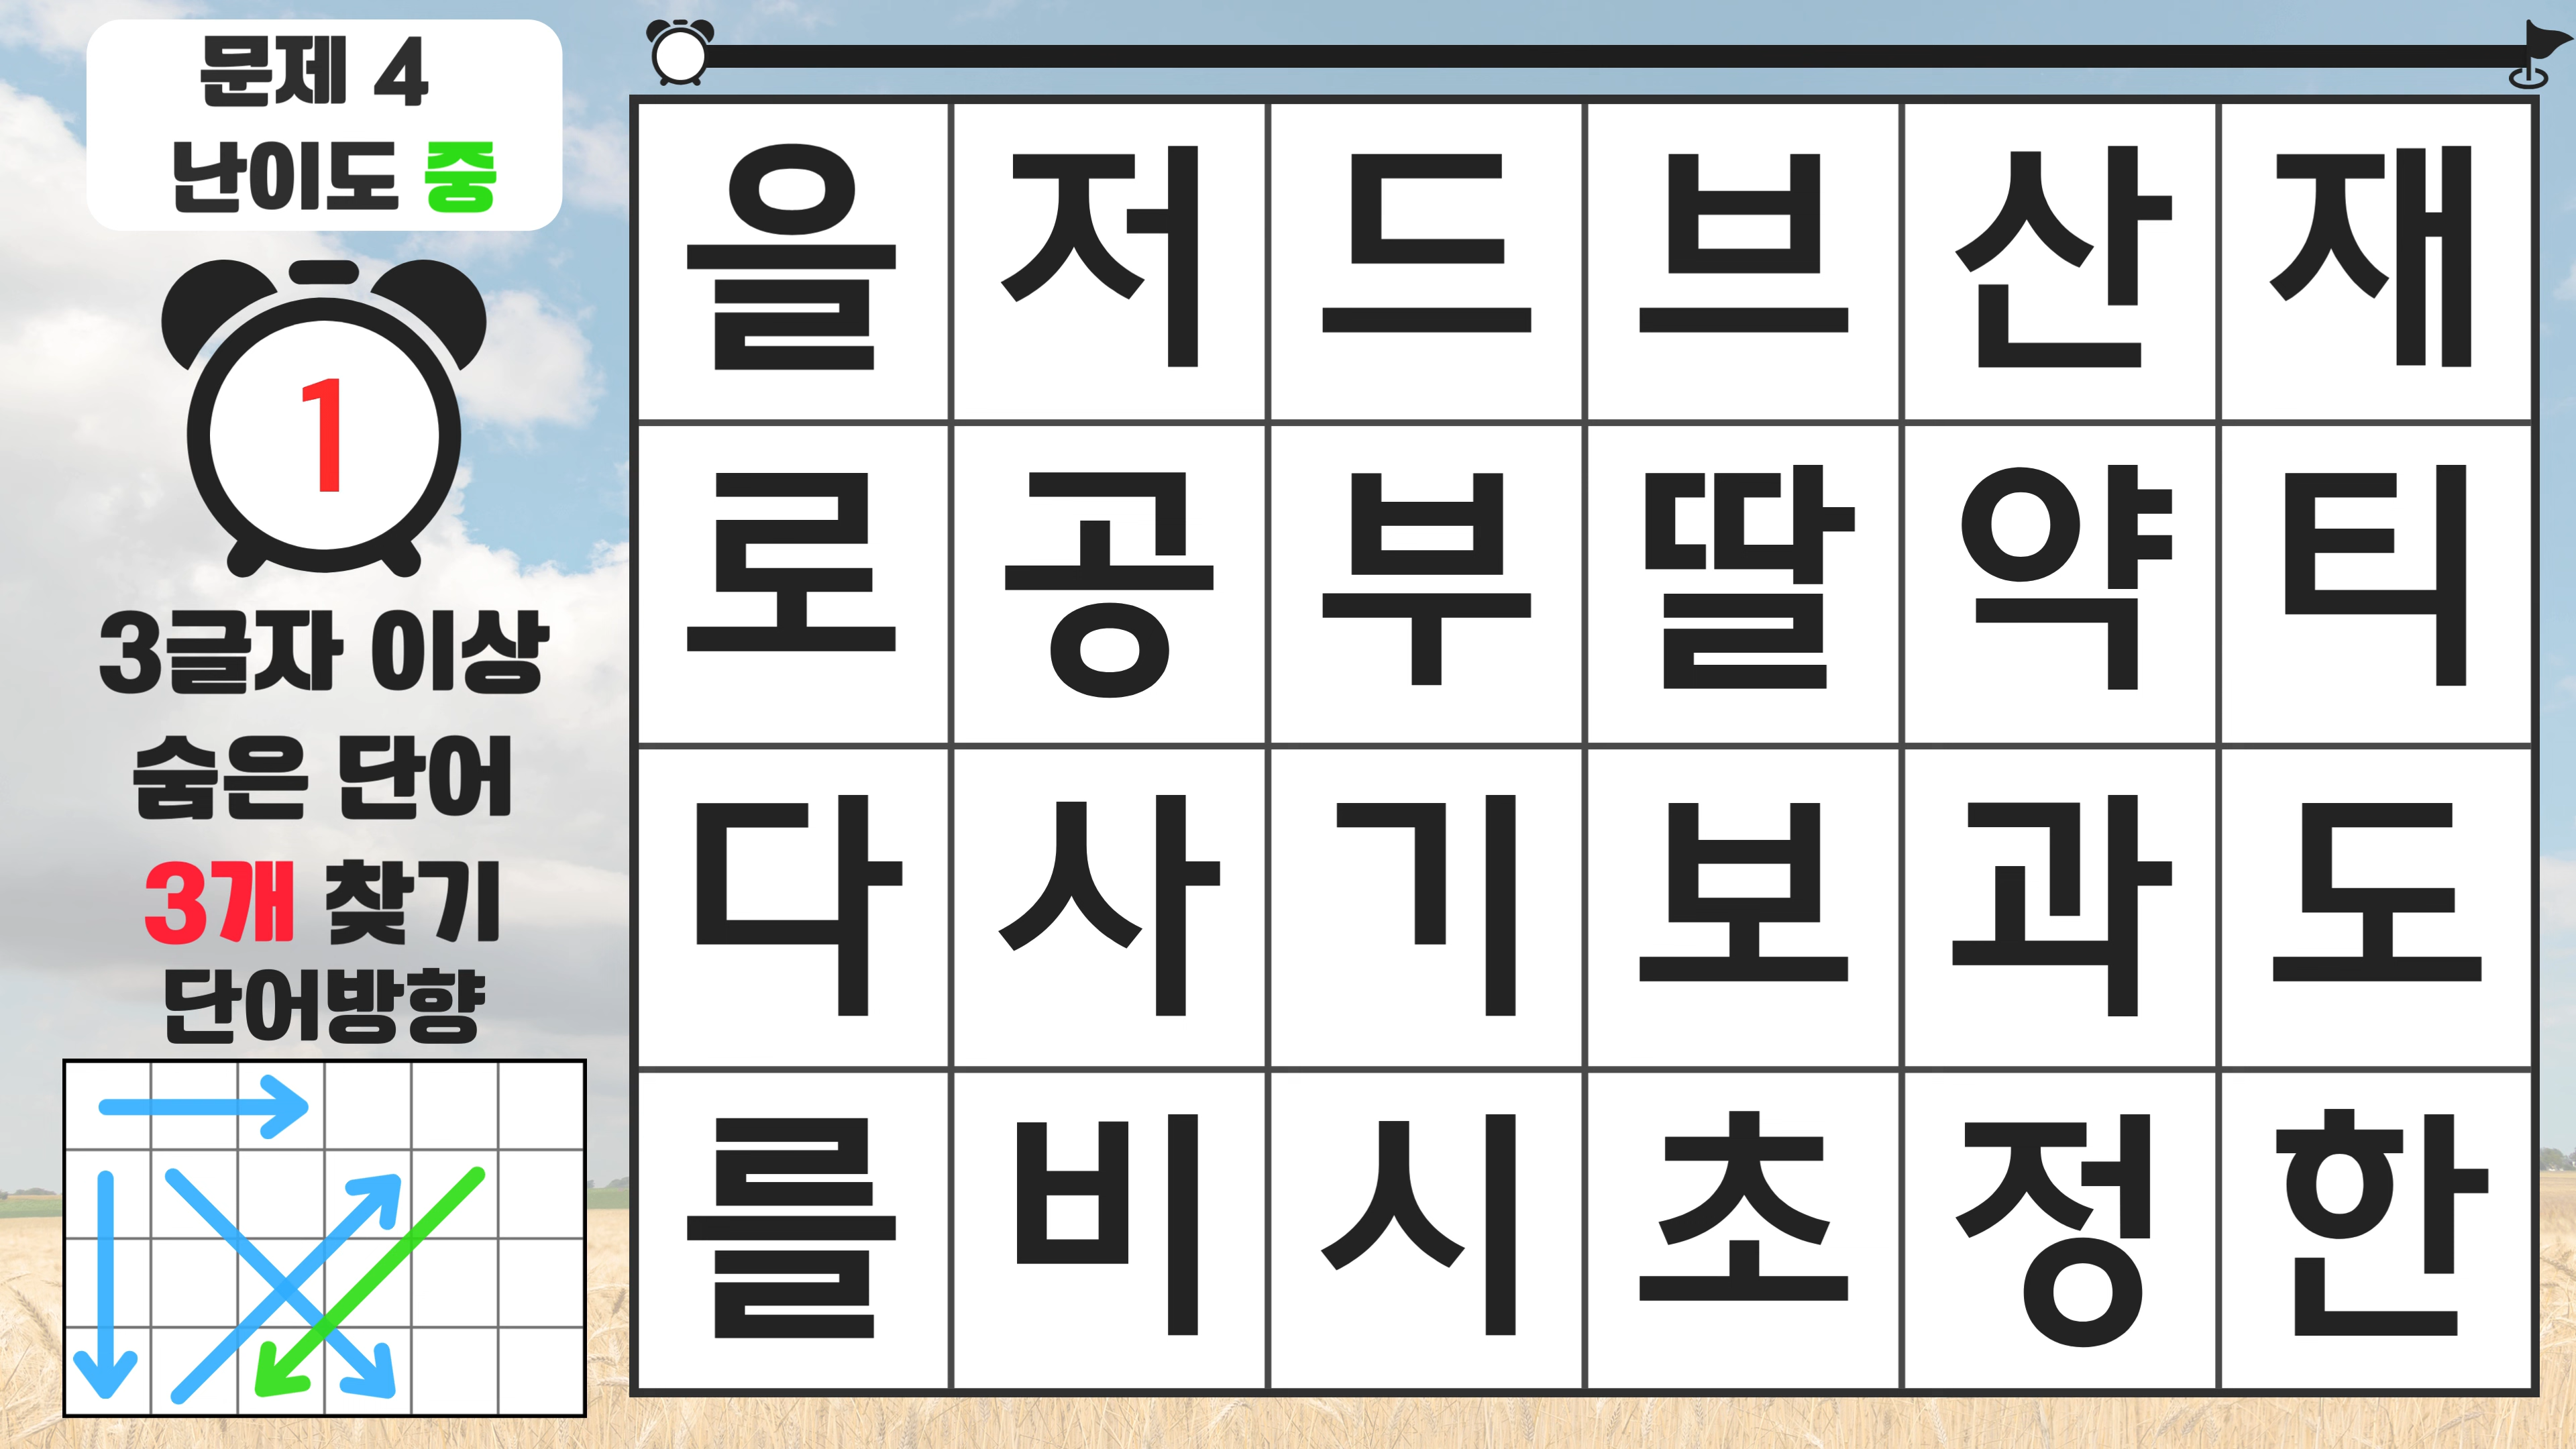 문제 4
난이도 중
1
3글자 이상
숨은 단어
3개 찾기
단어방향
을 저 드 브 산 재
로 공 부 딸 약 티
다 사 기 보 과 도
를 비 시 초 정 한